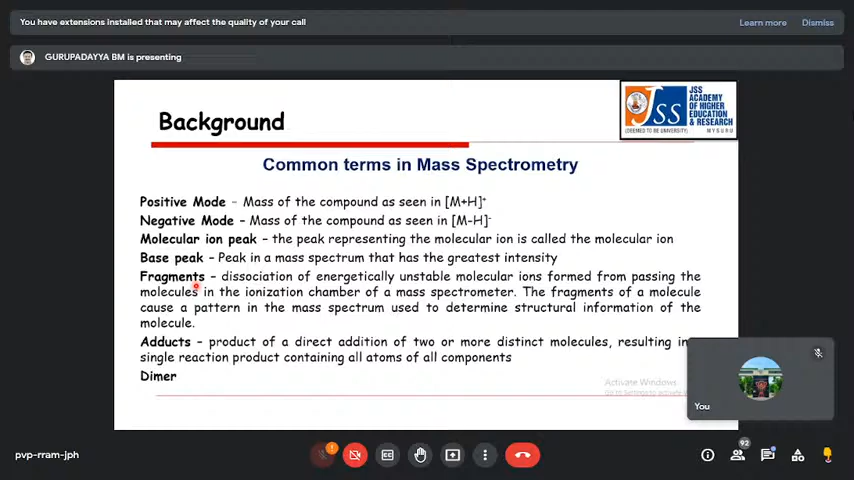 You have extensions installed that may affect the quality of your call
Learn more
Dismiss
GURUPADAYYA BM is presenting
Background
JSS
JSS
ACADEMY
OF HIGHER
EDUCATION
& RESEARCH
(DEEMED TO BE UNIVERSITY) MYSURU
Common terms in Mass Spectrometry
Positive Mode – Mass of the compound as seen in [M+H]+
Negative Mode – Mass of the compound as seen in [M-H]-
Molecular ion peak – the peak representing the molecular ion is called the molecular ion
Base peak – Peak in a mass spectrum that has the greatest intensity
Fragments – dissociation of energetically unstable molecular ions formed from passing the
molecules in the ionization chamber of a mass spectrometer. The fragments of a molecule
cause a pattern in the mass spectrum used to determine structural information of the
molecule.
Adducts – product of a direct addition of two or more distinct molecules, resulting in
single reaction product containing all atoms of all components
Dimer
Activate Windows
Go to Settings to activate
You
pvp-rram-jph
92